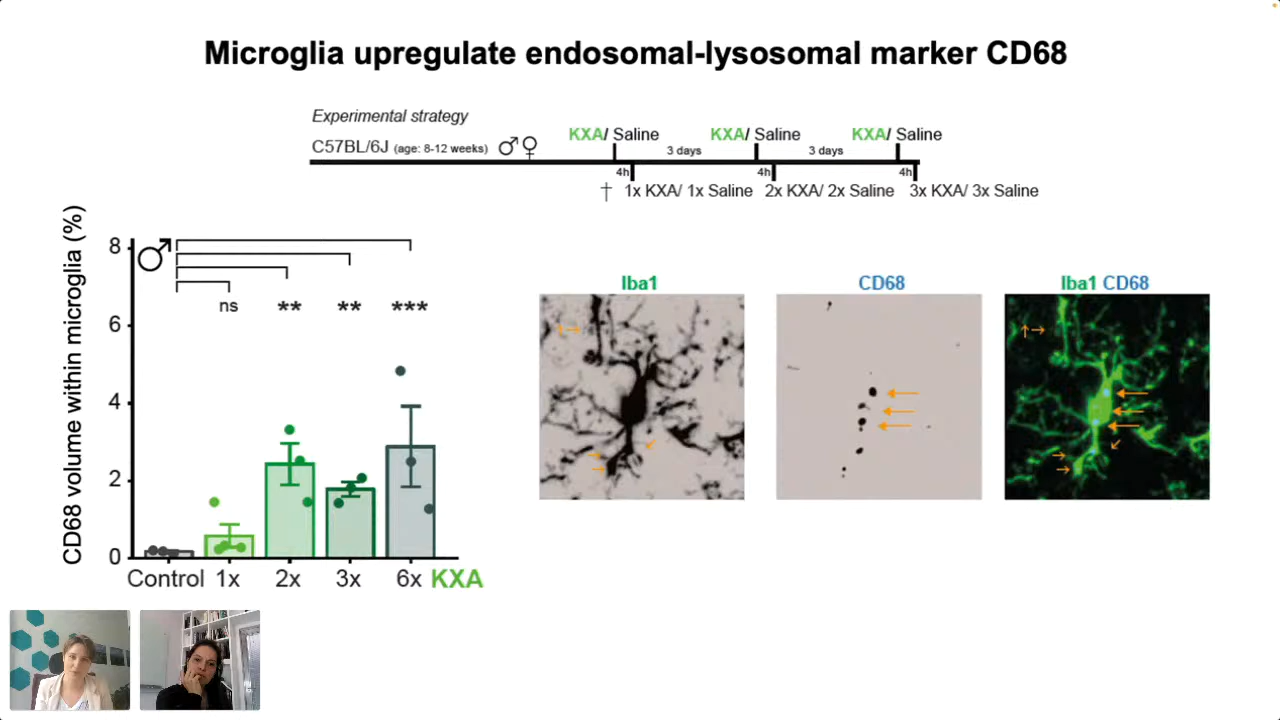 Microglia upregulate endosomal-lysosomal marker CD68
Experimental strategy
C57BL/6J (age: 8-12 weeks) ♂♀
KXA/ Saline KXA/ Saline KXA/ Saline
3 days 3 days
4h 4h 4h
† 1x KXA/ 1x Saline 2x KXA/ 2x Saline 3x KXA/ 3x Saline
CD68 volume within microglia (%)
8
6
4
2
0
♂
ns ** ** ***
Control 1x 2x 3x 6x KXA
Iba1 CD68 Iba1 CD68